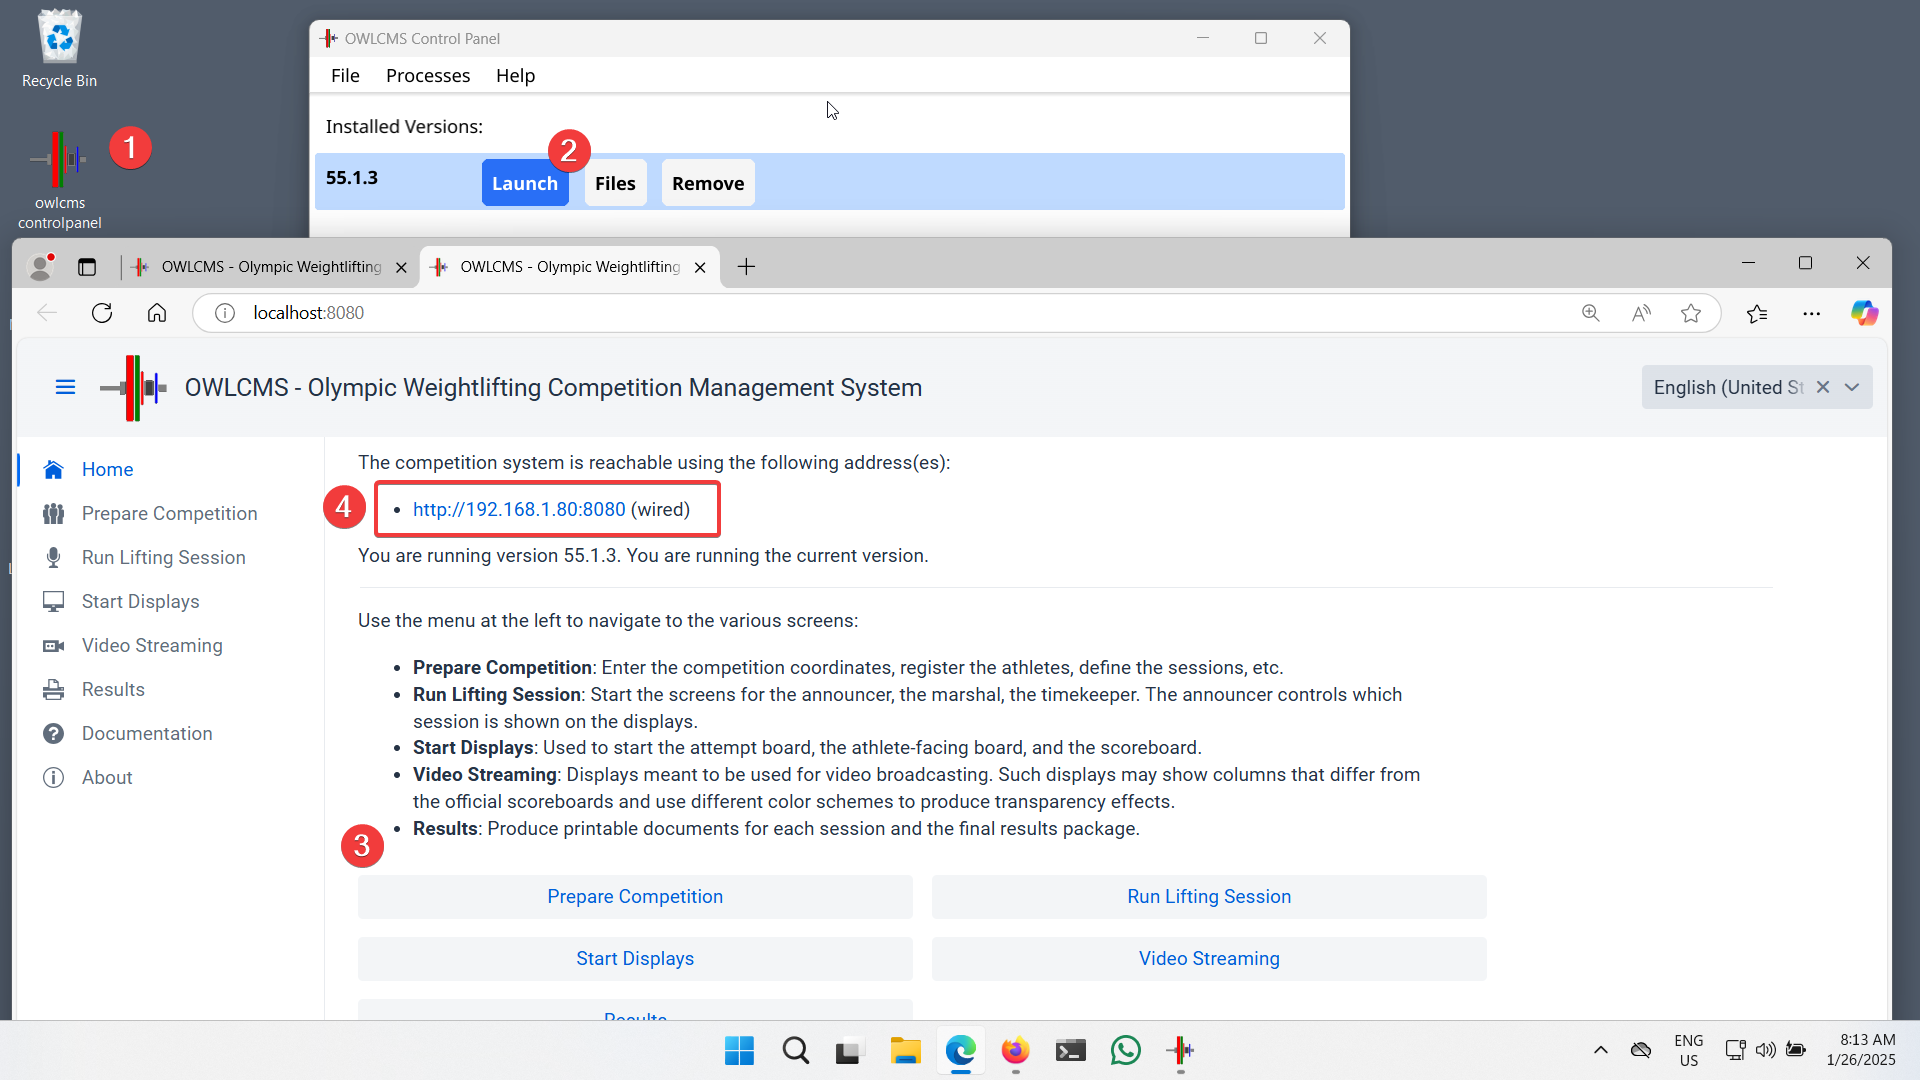 Recycle Bin
1
owlcms
controlpanel
OWLCMS Control Panel
File Processes Help
Installed Versions:
2
55.1.3 Launch Files Remove
OWLCMS - Olympic Weightlifting
OWLCMS - Olympic Weightlifting
localhost:8080
OWLCMS - Olympic Weightlifting Competition Management System
English (United St
Home
Prepare Competition
Run Lifting Session
Start Displays
Video Streaming
Results
Documentation
About
The competition system is reachable using the following address(es):
4
• http://192.168.1.80:8080 (wired)
You are running version 55.1.3. You are running the current version.
Use the menu at the left to navigate to the various screens:
• Prepare Competition: Enter the competition coordinates, register the athletes, define the sessions, etc.
• Run Lifting Session: Start the screens for the announcer, the marshal, the timekeeper. The announcer controls which
session is shown on the displays.
• Start Displays: Used to start the attempt board, the athlete-facing board, and the scoreboard.
• Video Streaming: Displays meant to be used for video broadcasting. Such displays may show columns that differ from
the official scoreboards and use different color schemes to produce transparency effects.
• Results: Produce printable documents for each session and the final results package.
3
Prepare Competition Run Lifting Session
Start Displays Video Streaming
Results
ENG
US
8:13 AM
1/26/2025